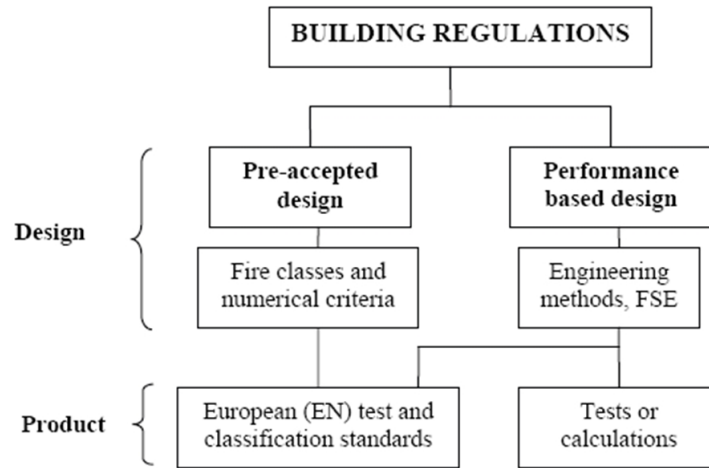 BUILDING REGULATIONS
Pre-accepted
design
Performance
based design
Design
Fire classes and
numerical criteria
Engineering
methods, FSE
Product
European (EN) test and
classification standards
Tests or
calculations